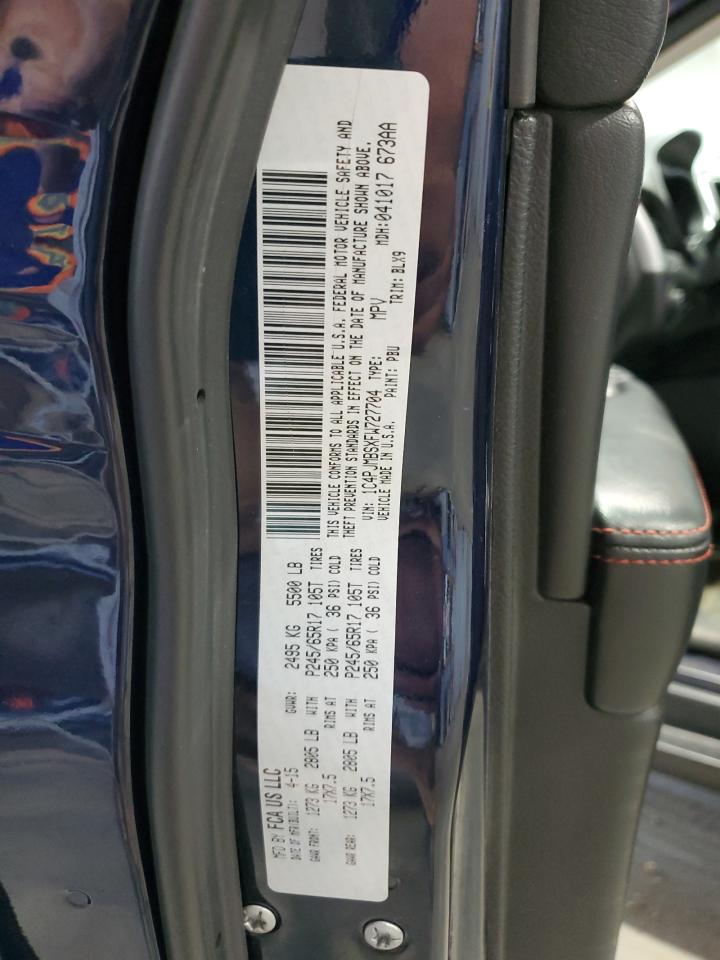 MFD BY FCA US LLC
DATE OF MFR(BUILT): 4-15 GVWR: 2495 KG 5500 LB
GAWR FRONT: 1273 KG 2805 LB WITH P245/65R17 105T TIRES
17X7.5 RIMS AT 250 KPA ( 36 PSI) COLD
GAWR REAR: 1273 KG 2805 LB WITH P245/65R17 105T TIRES
17X7.5 RIMS AT 250 KPA ( 36 PSI) COLD
THIS VEHICLE CONFORMS TO ALL APPLICABLE U.S.A. FEDERAL MOTOR VEHICLE SAFETY AND
THEFT PREVENTION STANDARDS IN EFFECT ON THE DATE OF MANUFACTURE SHOWN ABOVE.
VIN: 1C4PJMBSXFW727704 TYPE: MPV MDH:041017 673AA
VEHICLE MADE IN U.S.A. PAINT: PBU TRIM: BLX9